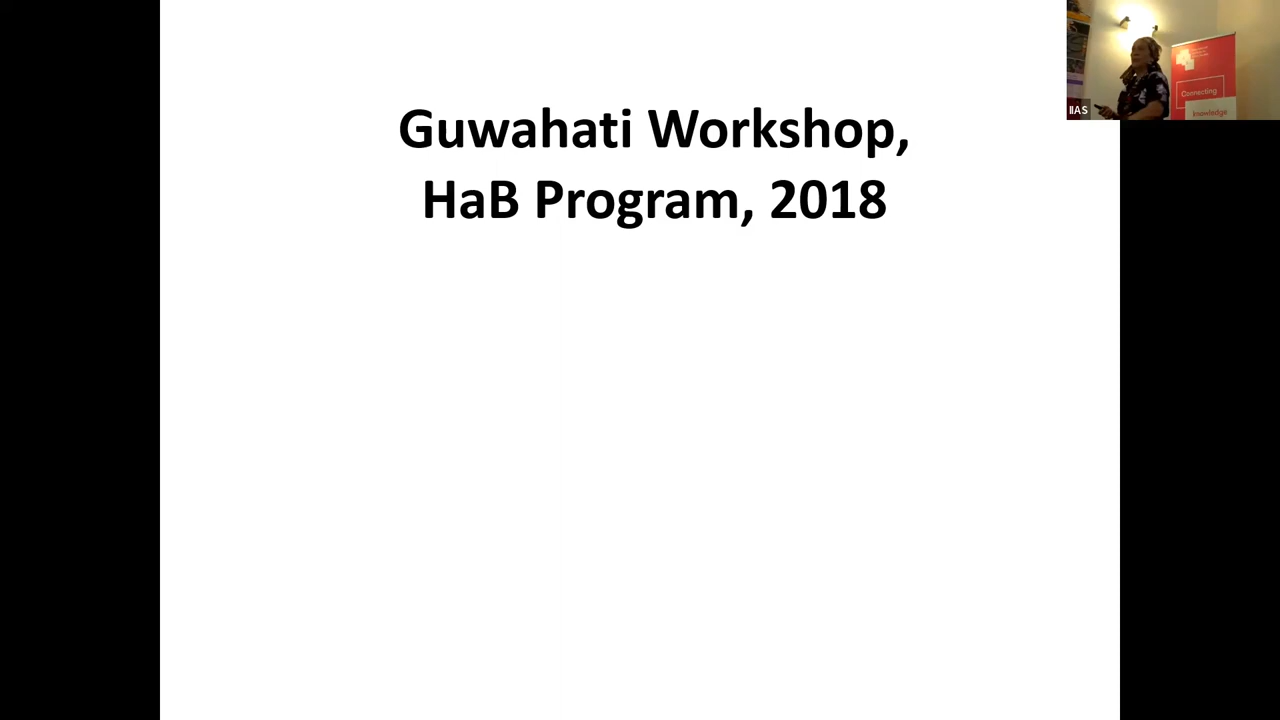 Guwahati Workshop,
HaB Program, 2018
IIAS
Connecting
knowledge